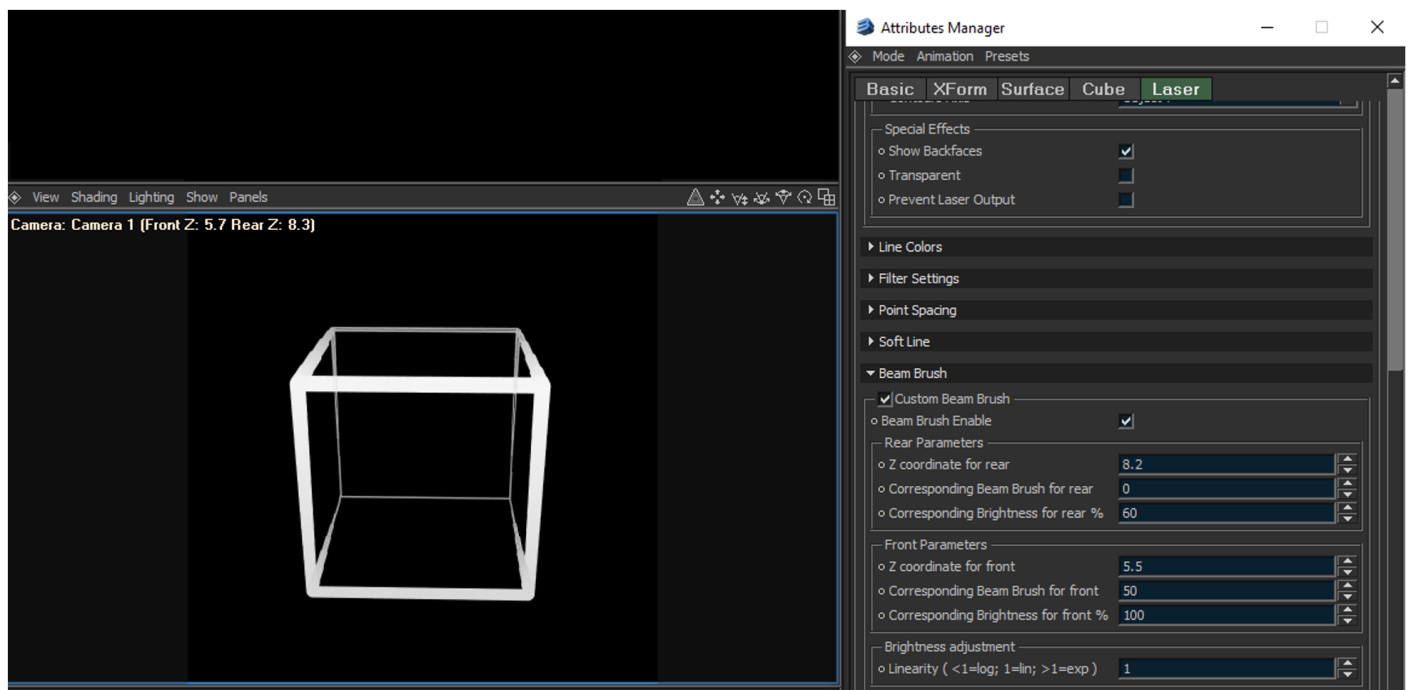 Attributes Manager
Mode Animation Presets
Basic XForm Surface Cube Laser
Special Effects
Show Backfaces
Transparent
Prevent Laser Output
View Shading Lighting Show Panels
Camera: Camera 1 (Front Z: 5.7 Rear Z: 8.3)
Line Colors
Filter Settings
Point Spacing
Soft Line
Beam Brush
Custom Beam Brush
Beam Brush Enable
Rear Parameters
Z coordinate for rear 8.2
Corresponding Beam Brush for rear 0
Corresponding Brightness for rear % 60
Front Parameters
Z coordinate for front 5.5
Corresponding Beam Brush for front 50
Corresponding Brightness for front % 100
Brightness adjustment
Linearity ( <1=log; 1=lin; >1=exp ) 1